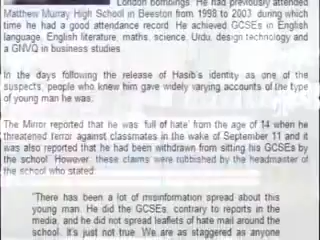 London bombings. He had previously attended
Matthew Murray High School in Beeston from 1998 to 2003 during which
time he had a good attendance record. He achieved GCSEs in English
language, English literature, maths, science, Urdu, design technology and
a GNVQ in business studies.
In the days following the release of Hasib's identity as one of the
suspects, people who knew him gave widely varying accounts of the type
of young man he was.
The Mirror reported that he was 'full of hate' from the age of 14 when he
threatened 'terror' against classmates in the wake of September 11 and it
was also reported that he had been withdrawn from sitting his GCSEs by
the school. However, these claims were rubbished by the headmaster of
the school who stated:
"There has been a lot of misinformation spread about this
young man. He did the GCSEs, contrary to reports in the
media, and he did not spread leaflets of hate mail around the
school. It's just not true. We are as staggered as anyone